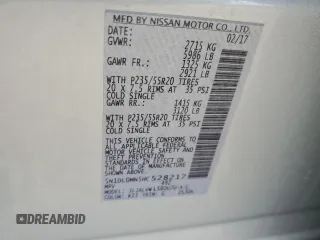 MFD BY NISSAN MOTOR CO., LTD.
DATE: 02/17
GVWR: 2715 KG
5986 LB
GAWR FR.: 1325 KG
2921 LB
WITH P235/55R20 TIRES
20 X 7.5 RIMS AT 35 PSI
COLD SINGLE
GAWR RR.: 1415 KG
3120 LB
WITH P235/55R20 TIRES
20 X 7.5 RIMS AT 35 PSI
COLD SINGLE
THIS VEHICLE CONFORMS TO ALL
APPLICABLE FEDERAL MOTOR
VEHICLE SAFETY AND
THEFT PREVENTION STANDARDS
IN EFFECT ON THE DATE OF
MANUFACTURE SHOWN ABOVE.
528217
MPV
MODEL:
COLOR: TRIM: G
AUTOREMOVE